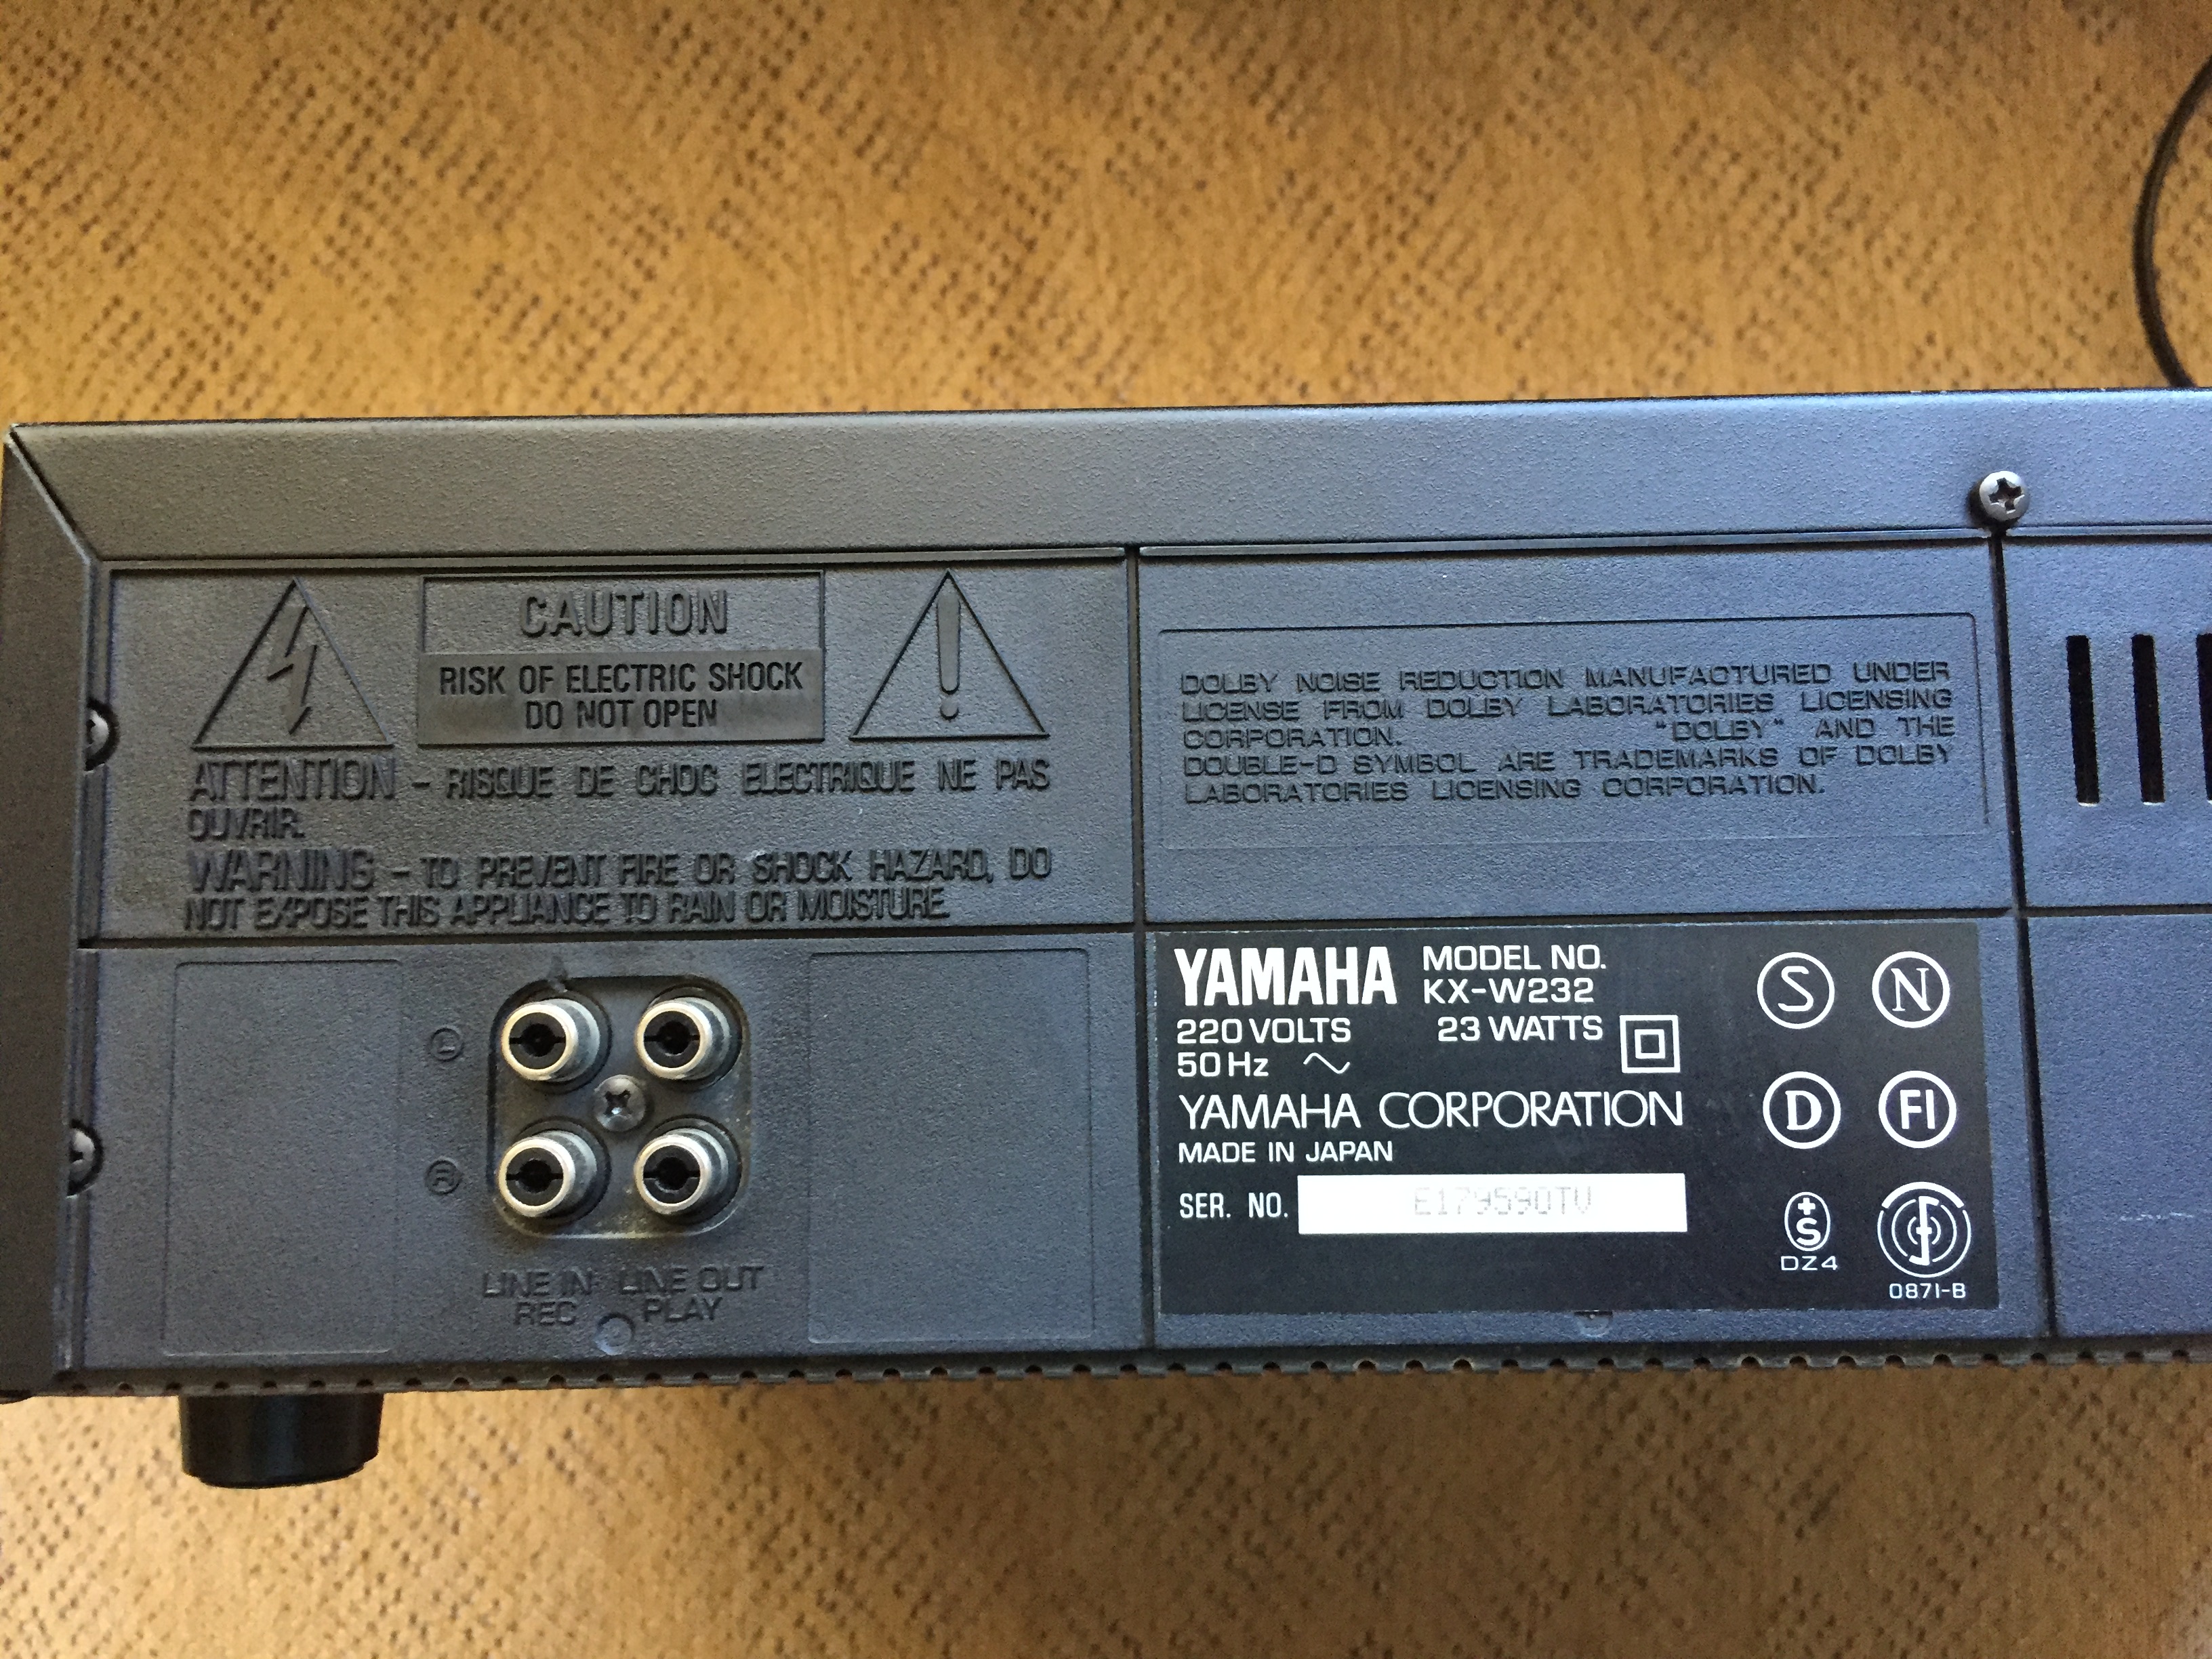 CAUTION
RISK OF ELECTRIC SHOCK
DO NOT OPEN
ATTENTION - RISQUE DE CHOC ELECTRIQUE NE PAS
OUVRIR.
WARNING - TO PREVENT FIRE OR SHOCK HAZARD, DO
NOT EXPOSE THIS APPLIANCE TO RAIN OR MOISTURE.
DOLBY NOISE REDUCTION MANUFACTURED UNDER
LICENSE FROM DOLBY LABORATORIES LICENSING
CORPORATION. "DOLBY" AND THE
DOUBLE-D SYMBOL ARE TRADEMARKS OF DOLBY
LABORATORIES LICENSING CORPORATION.
L
R
LINE IN LINE OUT
REC PLAY
YAMAHA MODEL NO.
KX-W232
220 VOLTS 23 WATTS
50 Hz ~
YAMAHA CORPORATION
MADE IN JAPAN
SER. NO. E179590TV
S N
D FI
+S
DZ4
0871-B